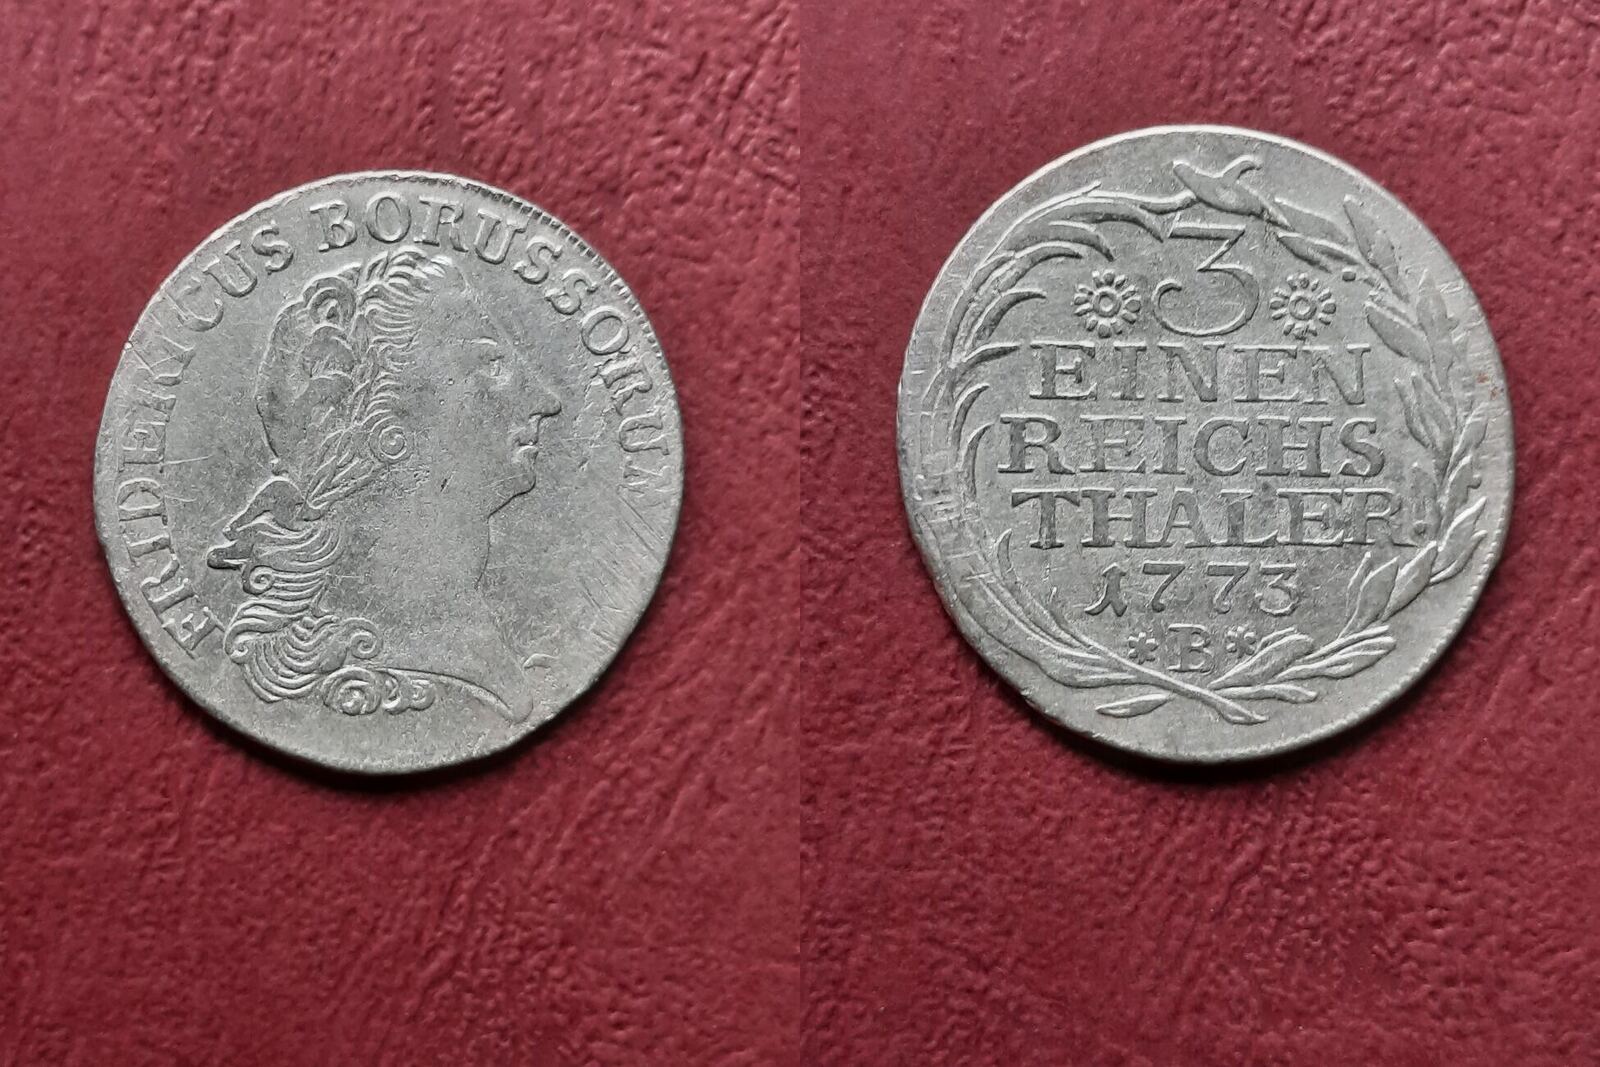 FRIDERICUS BORUSSORUM
3
EINEN
REICHS
THALER.
1773
*B*